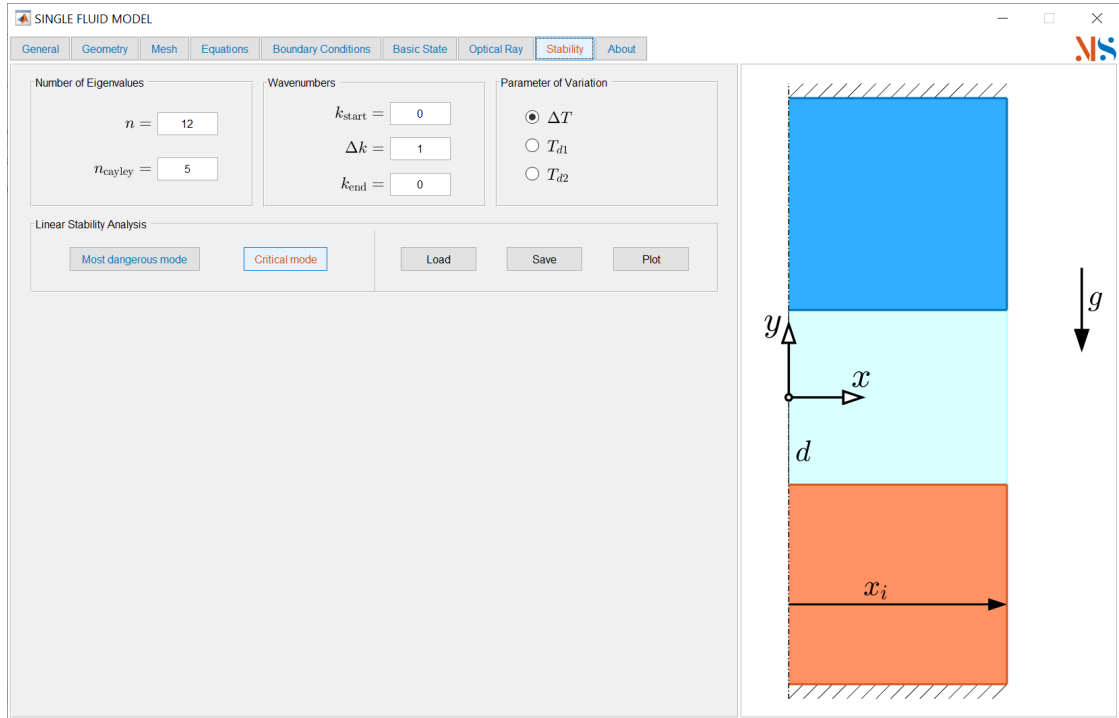 SINGLE FLUID MODEL
General Geometry Mesh Equations Boundary Conditions Basic State Optical Ray Stability About
MS
Number of Eigenvalues
n = 12
n_cayley = 5
Wavenumbers
k_start = 0
Δk = 1
k_end = 0
Parameter of Variation
ΔT
T_d1
T_d2
Linear Stability Analysis
Most dangerous mode Critical mode Load Save Plot
y
x
g
d
x_i